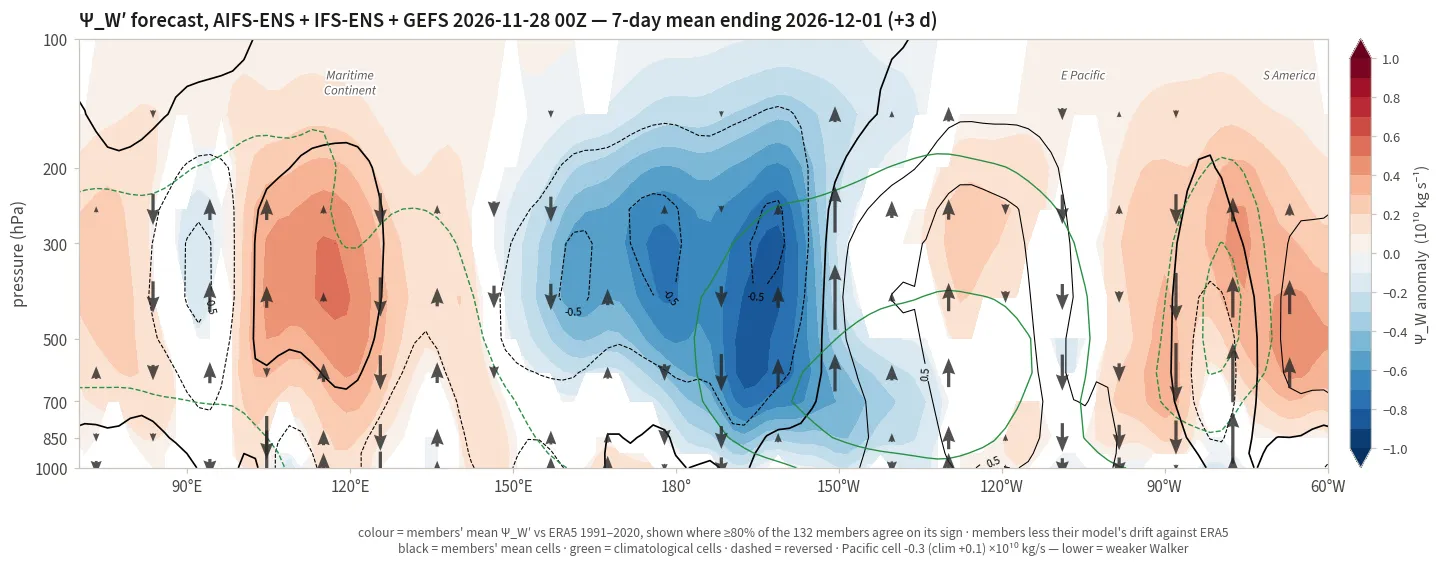 Ψ_W′ forecast, AIFS-ENS + IFS-ENS + GEFS 2026-11-28 00Z — 7-day mean ending 2026-12-01 (+3 d)
Maritime
Continent
E Pacific
S America
100
200
300
400
500
700
850
1000
pressure (hPa)
-0.5
-0.5
-0.5
-0.5
0.5
0.5
90°E
120°E
150°E
180°
150°W
120°W
90°W
60°W
1.0
0.8
0.6
0.4
0.2
0.0
−0.2
−0.4
−0.6
−0.8
−1.0
Ψ_W anomaly (10¹⁰ kg s⁻¹)
colour = members' mean Ψ_W′ vs ERA5 1991–2020, shown where ≥80% of the 132 members agree on its sign · members less their model's drift against ERA5
black = members' mean cells · green = climatological cells · dashed = reversed · Pacific cell -0.3 (clim +0.1) ×10¹⁰ kg/s — lower = weaker Walker